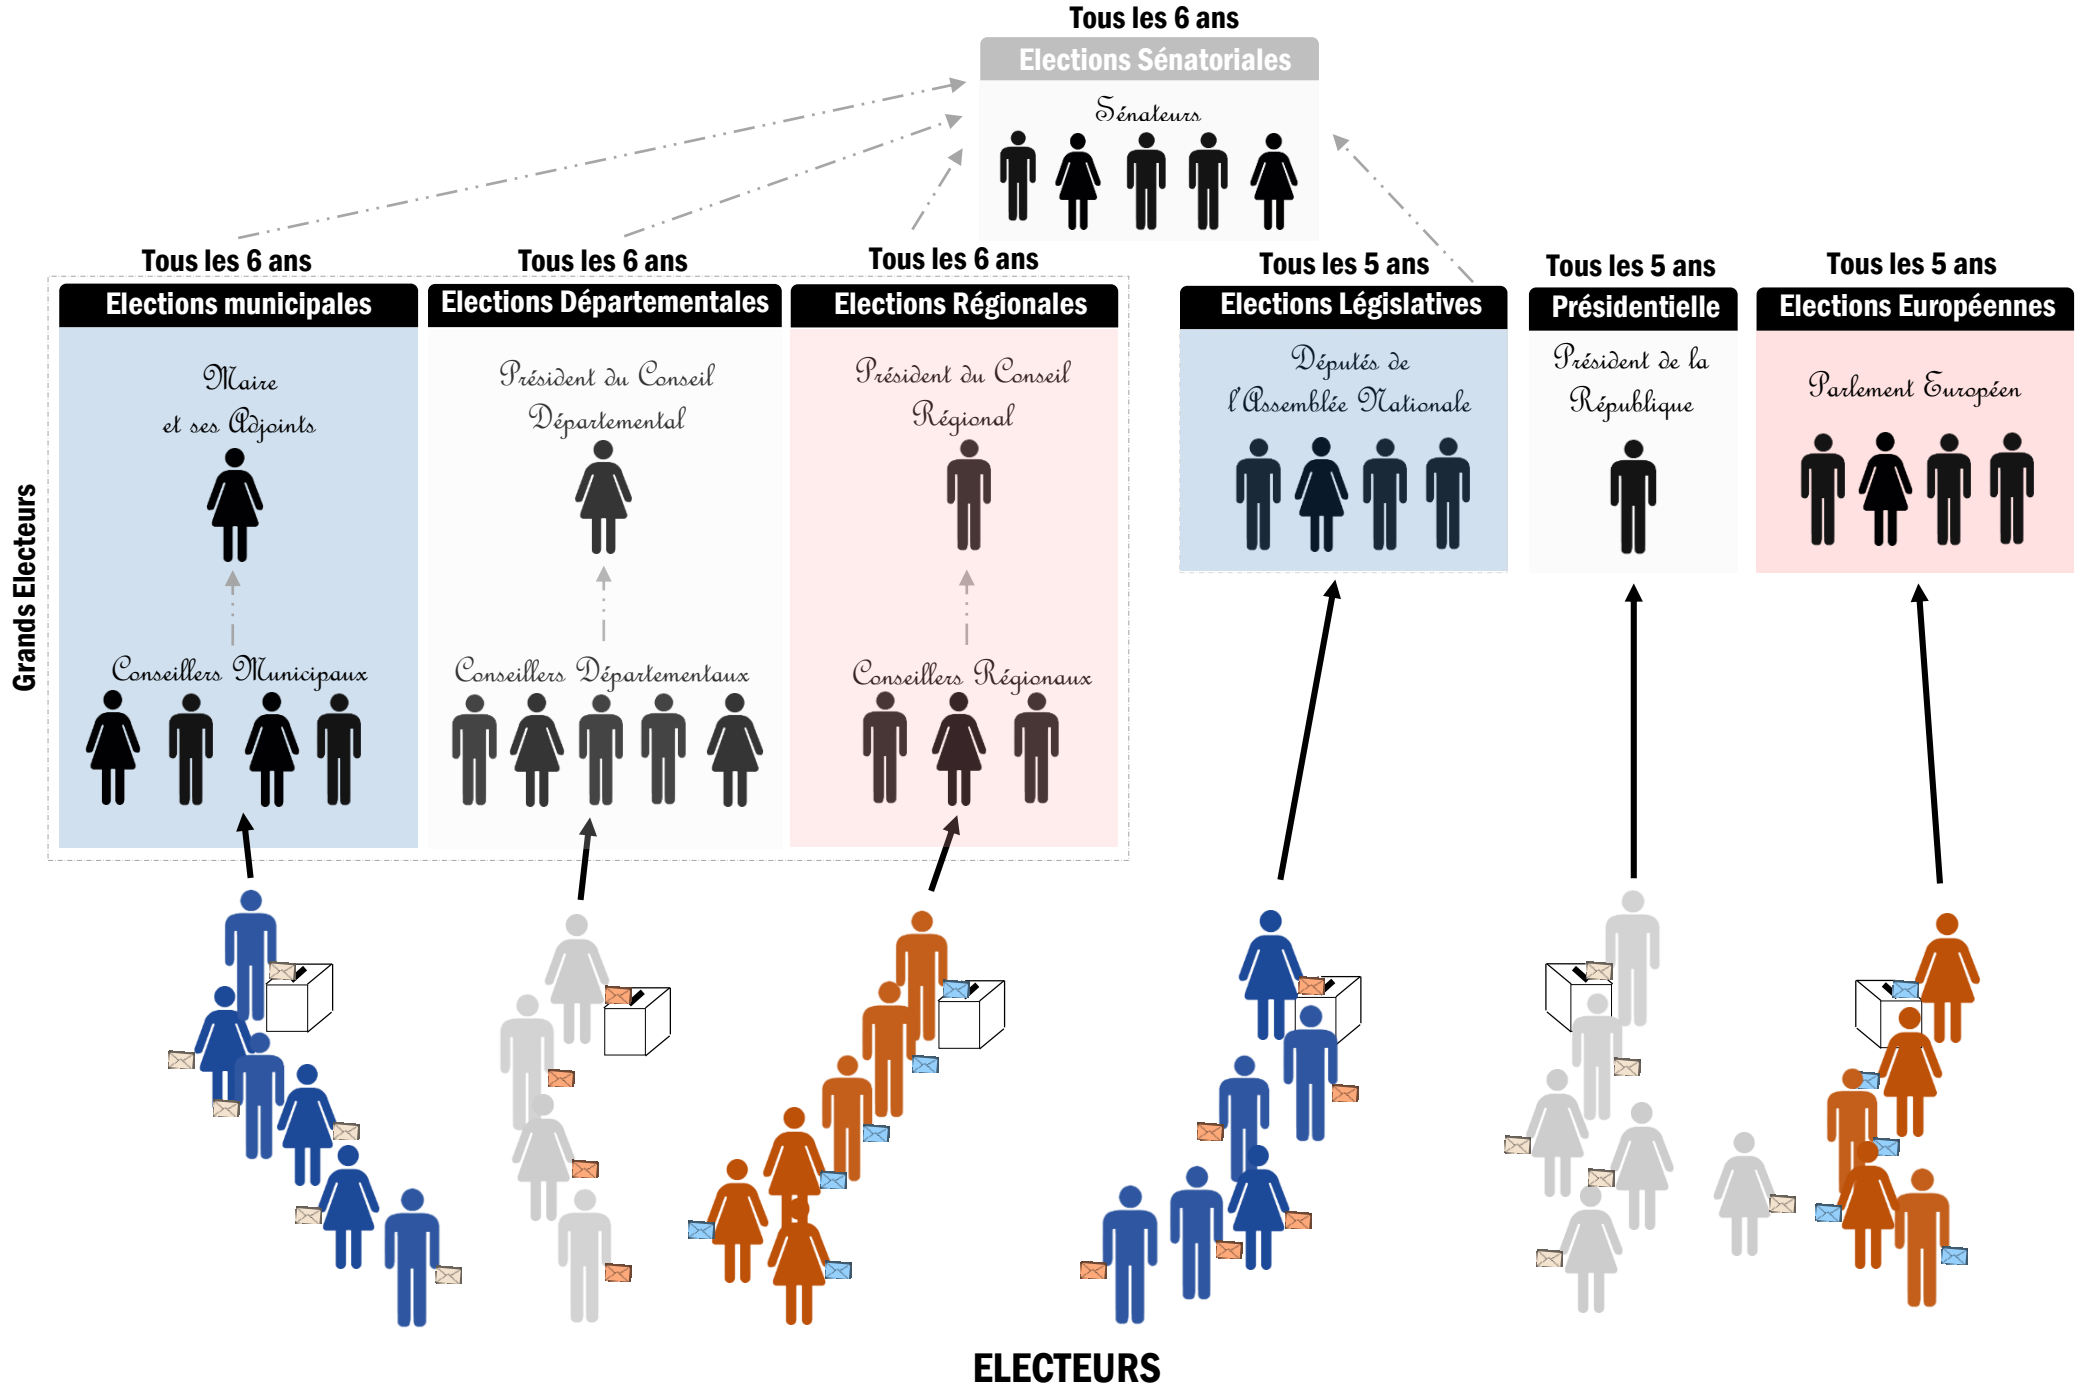 Tous les 6 ans
Elections Sénatoriales
Sénateurs
Tous les 6 ans
Elections municipales
Maire
et ses Adjoints
Conseillers Municipaux
Tous les 6 ans
Elections Départementales
Président du Conseil
Départemental
Conseillers Départementaux
Tous les 6 ans
Elections Régionales
Président du Conseil
Régional
Conseillers Régionaux
Tous les 5 ans
Elections Législatives
Députés de
l'Assemblée Nationale
Tous les 5 ans
Présidentielle
Président de la
République
Tous les 5 ans
Elections Européennes
Parlement Européen
Grands Electeurs
ELECTEURS